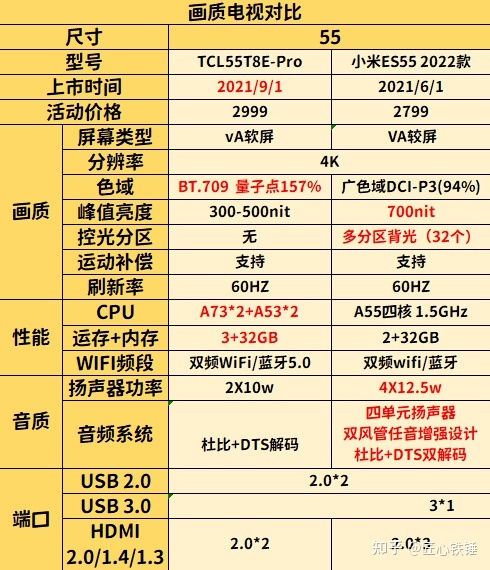 画质电视对比
尺寸 55
型号 TCL55T8E-Pro 小米ES55 2022款
上市时间 2021/9/1 2021/6/1
活动价格 2999 2799
画质
屏幕类型 vA软屏 VA较屏
分辨率 4K
色域 BT.709 量子点157% 广色域DCI-P3(94%)
峰值亮度 300-500nit 700nit
控光分区 无 多分区背光（32个）
运动补偿 支持 支持
刷新率 60HZ 60HZ
性能
CPU A73*2+A53*2 A55四核 1.5GHz
运存+内存 3+32GB 2+32GB
WIFI频段 双频WiFi/蓝牙5.0 双频wifi/蓝牙
音质
扬声器功率 2X10w 4X12.5w
音频系统 杜比+DTS解码
四单元扬声器
双风管任音增强设计
杜比+DTS双解码
端口
USB 2.0 2.0*2
USB 3.0 3*1
HDMI
2.0/1.4/1.3 2.0*2 2.0*3
知乎 @匠心铁锤